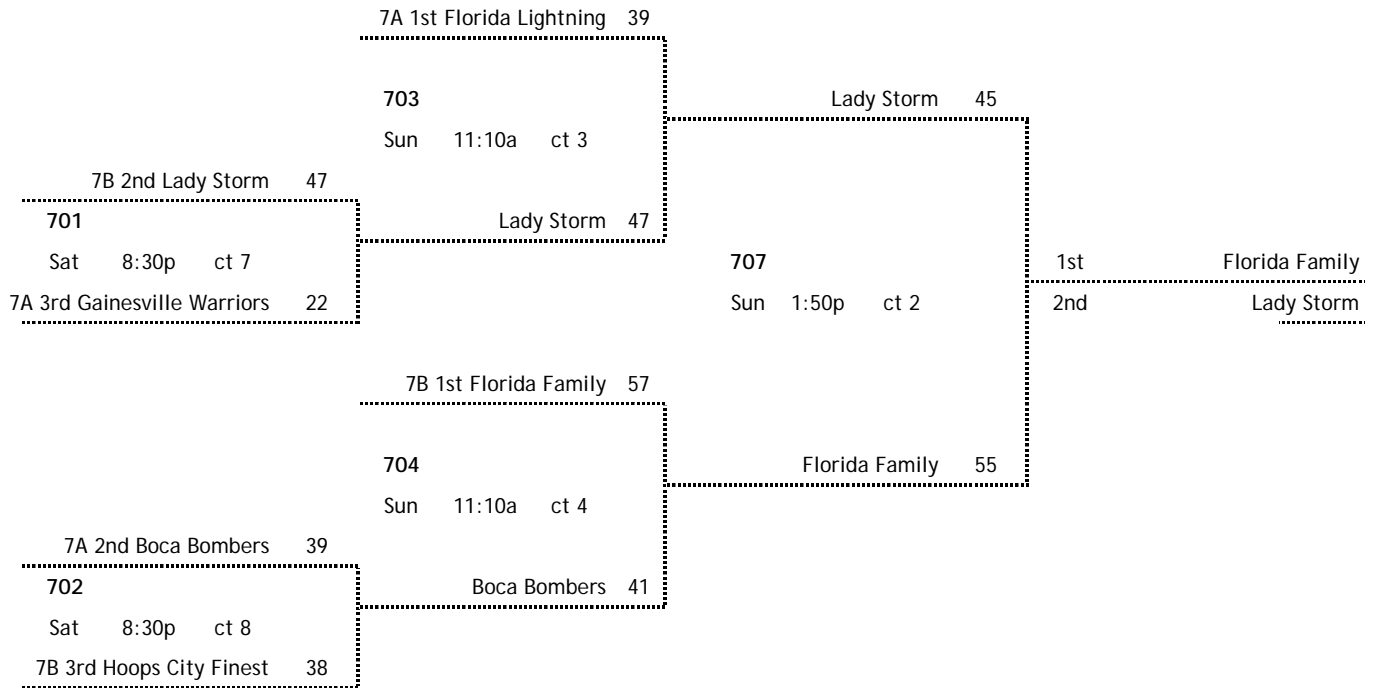 7A 1st Florida Lightning 39
703 Lady Storm 45
Sun 11:10a ct 3
7B 2nd Lady Storm 47
701 Lady Storm 47
Sat 8:30p ct 7 707 1st Florida Family
7A 3rd Gainesville Warriors 22 Sun 1:50p ct 2 2nd Lady Storm
7B 1st Florida Family 57
704 Florida Family 55
Sun 11:10a ct 4
7A 2nd Boca Bombers 39
702 Boca Bombers 41
Sat 8:30p ct 8
7B 3rd Hoops City Finest 38